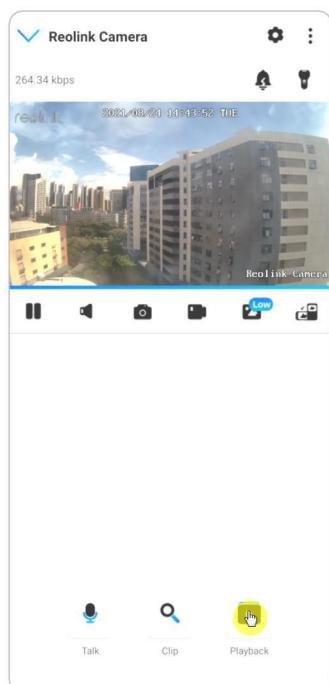 Reolink Camera
264.34 kbps
reolink
2021/08/24 14:43:52 TUE
Reolink Camera
Low
Talk
Clip
Playback